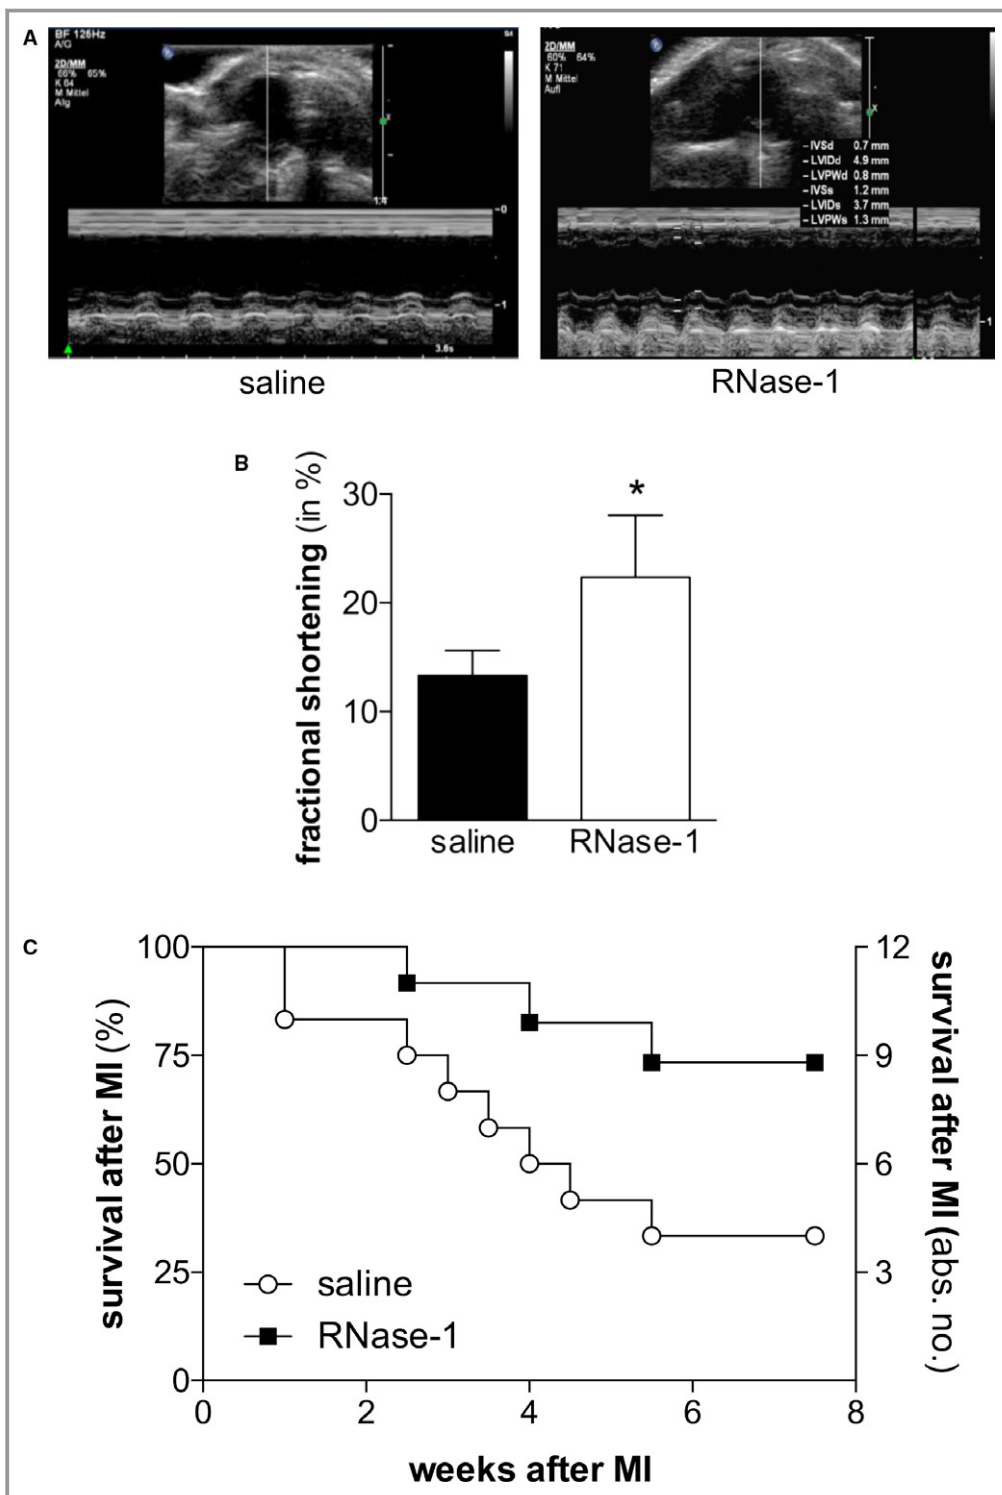 A
BF 125Hz
A/G
2D/MM
66% 65%
K 64
M Mittel
Alg
1.4
0
1
3.6s
saline
2D/MM
60% 64%
K 71
M Mittel
Aufl
X
IVSd 0.7 mm
LVIDd 4.9 mm
LVPWd 0.8 mm
IVSs 1.2 mm
LVIDs 3.7 mm
LVPWs 1.3 mm
1
RNase-1
B
fractional shortening (in %)
30
20
10
0
*
saline RNase-1
C
survival after MI (%)
100
75
50
25
0
saline
RNase-1
12
9
6
3
survival after MI (abs. no.)
0 2 4 6 8
weeks after MI